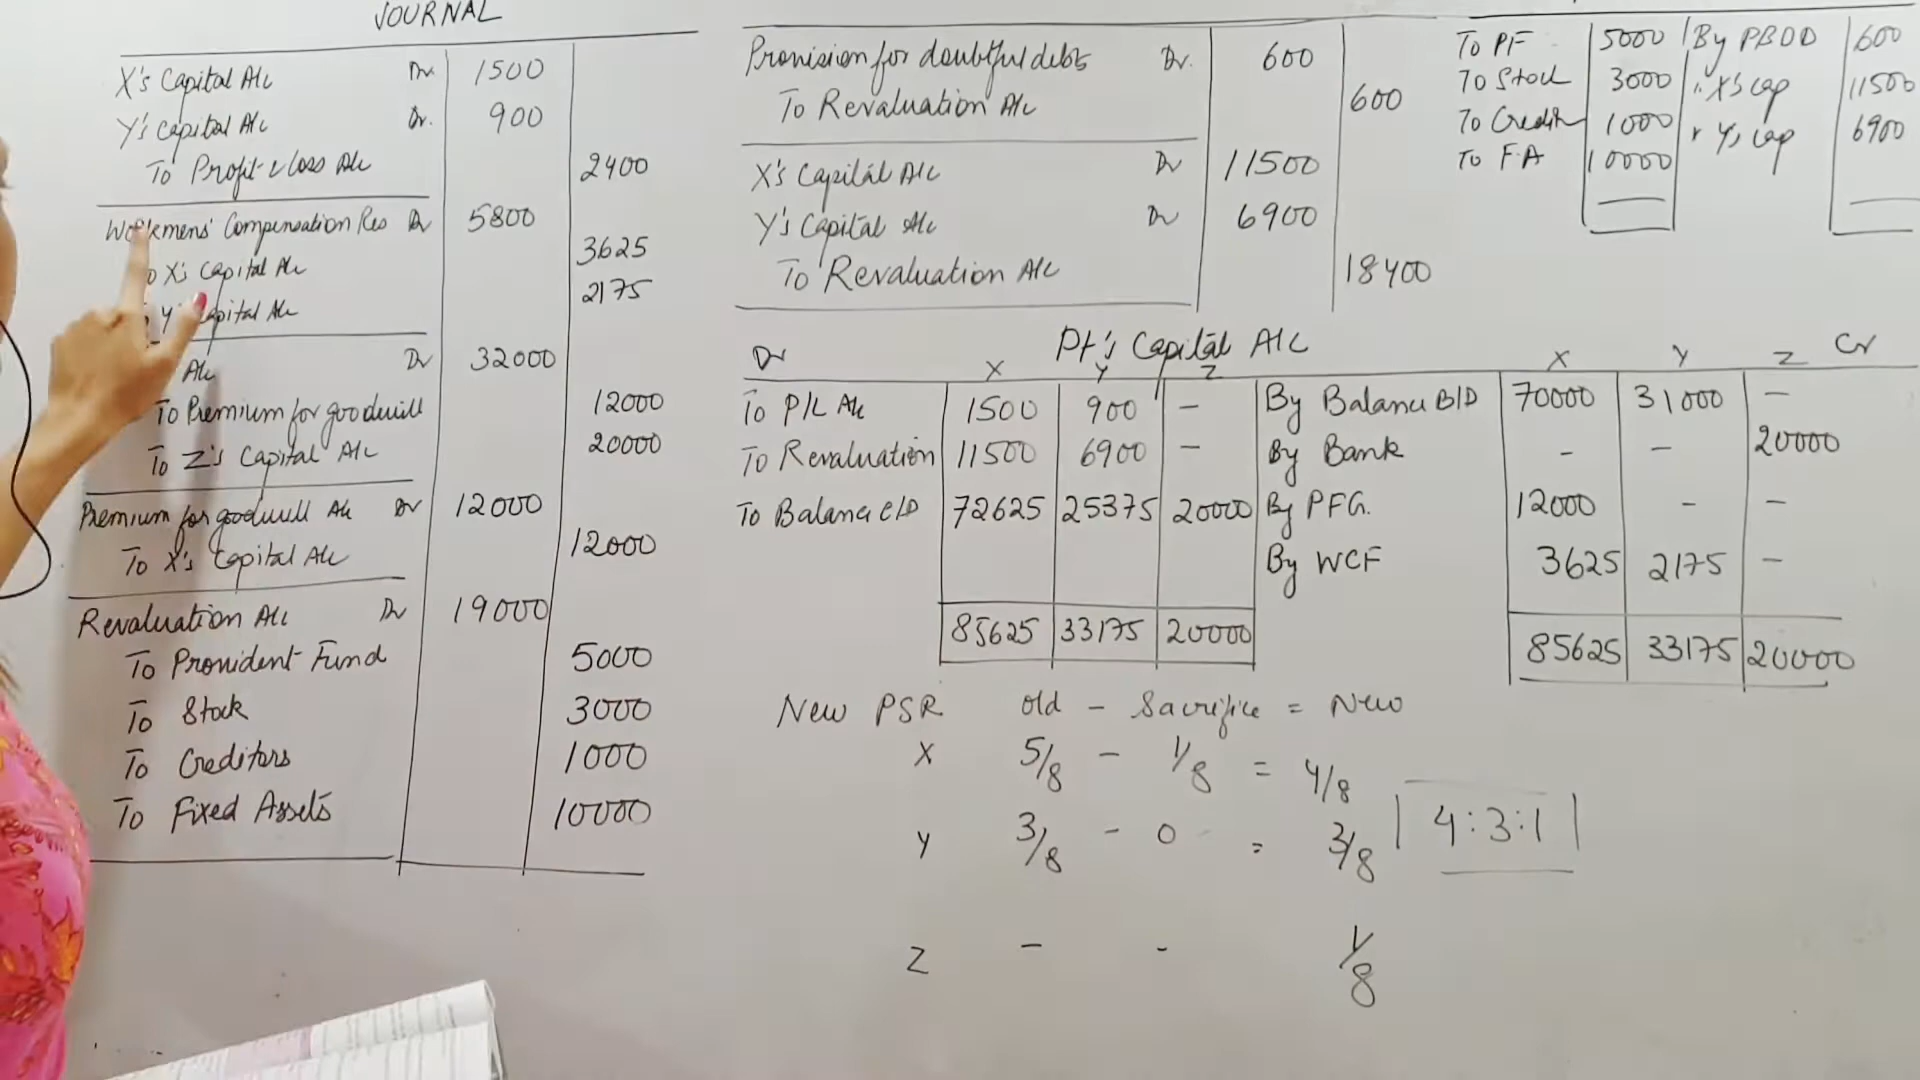 JOURNAL
X's Capital A/c Dr. 1500
Y's Capital A/c Dr. 900
To Profit & Loss A/c 2400
Workmens' Compensation Res Dr 5800
To X's Capital A/c 3625
Y's Capital A/c 2175
A/c Dr 32000
To Premium for goodwill 12000
To Z's Capital A/c 20000
Premium for goodwill A/c Dr 12000
To X's Capital A/c 12000
Revaluation A/c Dr 19000
To Provident Fund 5000
To Stock 3000
To Creditors 1000
To Fixed Assets 10000
Provision for doubtful debts Dr. 600
To Revaluation A/c 600
X's Capital A/c Dr 11500
Y's Capital A/c Dr 6900
To Revaluation A/c 18400
To PF 5000 By PBDD 600
To Stock 3000 " X's cap 11500
To Credit 1000 " Y's cap 6900
To F.A 10000
Dr Pt's Capital A/c Cr
X Y Z X Y Z
To P/L A/c 1500 900 - By Balance B/D 70000 31000 -
To Revaluation 11500 6900 - By Bank - - 20000
To Balance C/D 72625 25375 20000 By PFG. 12000 - -
By WCF 3625 2175 -
85625 33175 20000 85625 33175 20000
New PSR Old - Sacrifice = New
X 5/8 - 1/8 = 4/8
Y 3/8 - 0 = 3/8 4:3:1
Z - - 1/8